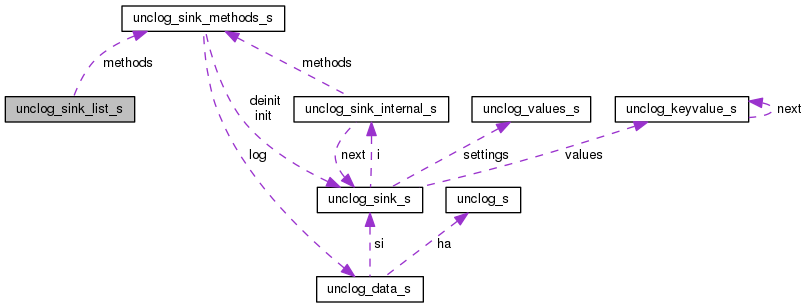 unclog_sink_methods_s
methods
methods
unclog_sink_list_s
deinit
init
unclog_sink_internal_s
unclog_values_s
unclog_keyvalue_s
next
log
next
i
settings
values
unclog_sink_s
unclog_s
si
ha
unclog_data_s